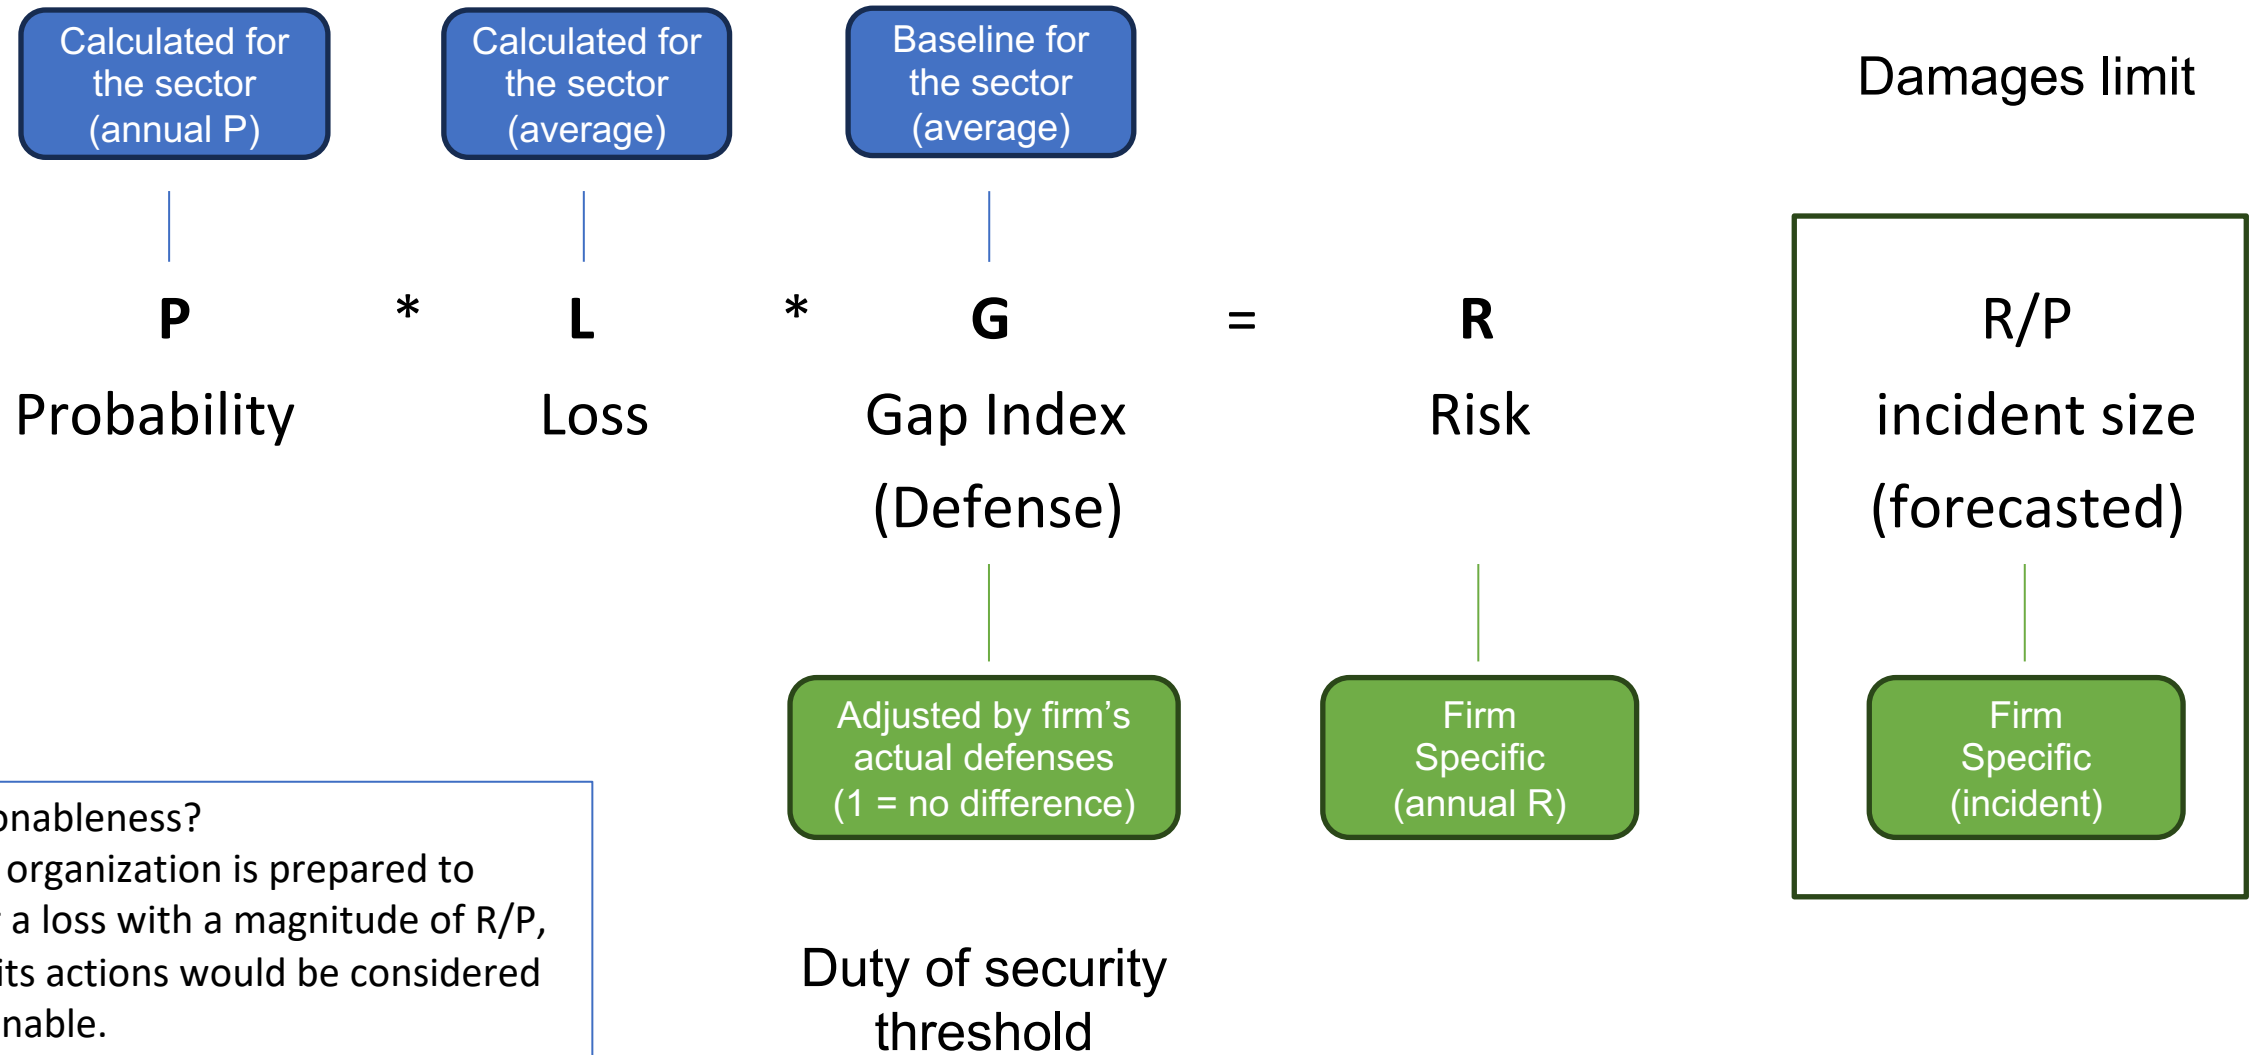 Calculated for
the sector
(annual P)
Calculated for
the sector
(average)
Baseline for
the sector
(average)
Damages limit
P * L * G = R
R/P
Probability
Loss
Gap Index
(Defense)
Risk
incident size
(forecasted)
Adjusted by firm's
actual defenses
(1 = no difference)
Firm
Specific
(annual R)
Firm
Specific
(incident)
onableness?
organization is prepared to
a loss with a magnitude of R/P,
its actions would be considered
nable.
Duty of security
threshold